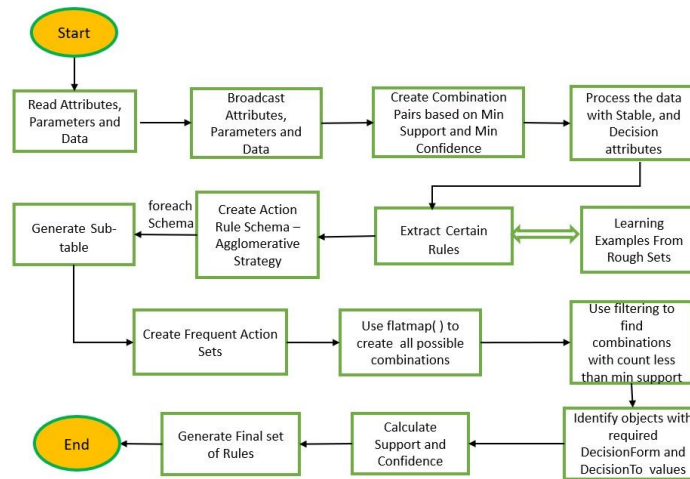 Start
Read Attributes,
Parameters and
Data
Broadcast
Attributes,
Parameters and
Data
Create Combination
Pairs based on Min
Support and Min
Confidence
Process the data
with Stable, and
Decision
attributes
Generate Sub-
table
foreach
Schema
Create Action
Rule Schema –
Agglomerative
Strategy
Extract Certain
Rules
Learning
Examples From
Rough Sets
Create Frequent Action
Sets
Use flatmap( ) to
create all possible
combinations
Use filtering to
find
combinations
with count less
than min support
End
Generate Final set
of Rules
Calculate
Support and
Confidence
Identify objects with
required
DecisionForm and
DecisionTo values